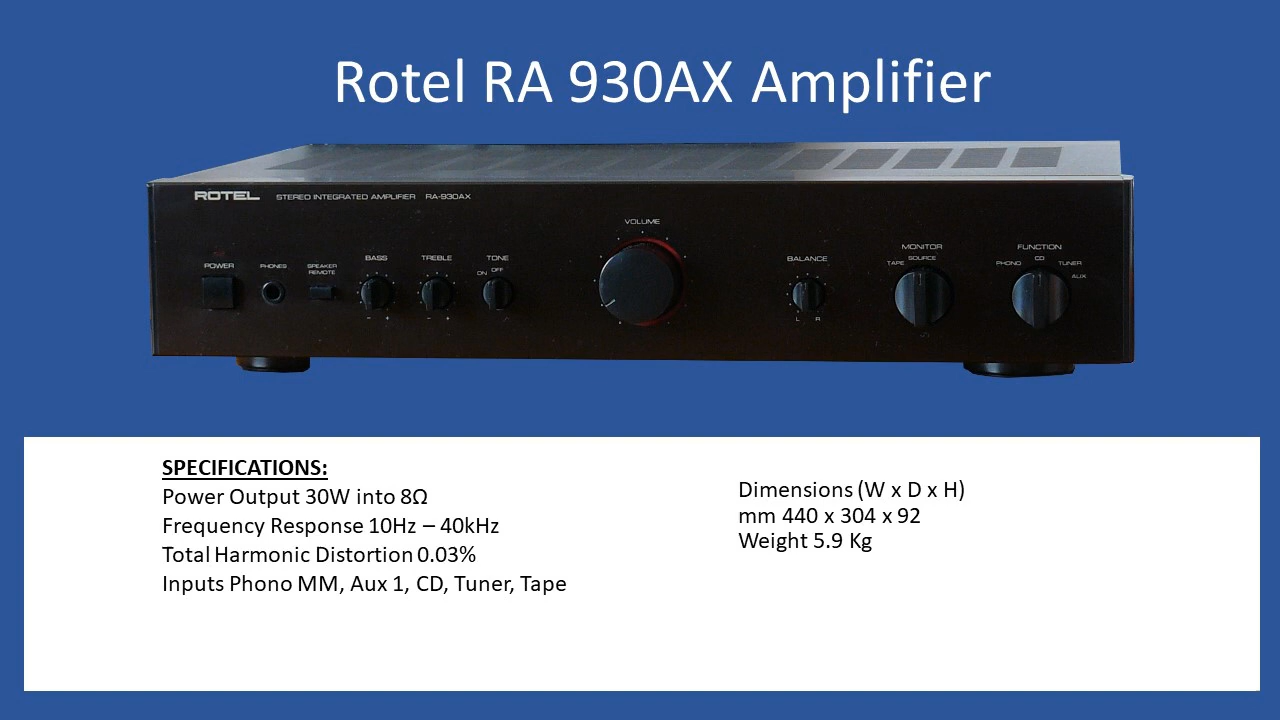 Rotel RA 930AX Amplifier
ROTEL STEREO INTEGRATED AMPLIFIER RA-930AX
VOLUME
POWER
PHONES
SPEAKER
REMOTE
BASS
- +
TREBLE
- +
TONE
ON OFF
BALANCE
L R
MONITOR
TAPE SOURCE
FUNCTION
PHONO CD TUNER
AUX
SPECIFICATIONS:
Power Output 30W into 8Ω
Frequency Response 10Hz – 40kHz
Total Harmonic Distortion 0.03%
Inputs Phono MM, Aux 1, CD, Tuner, Tape
Dimensions (W x D x H)
mm 440 x 304 x 92
Weight 5.9 Kg